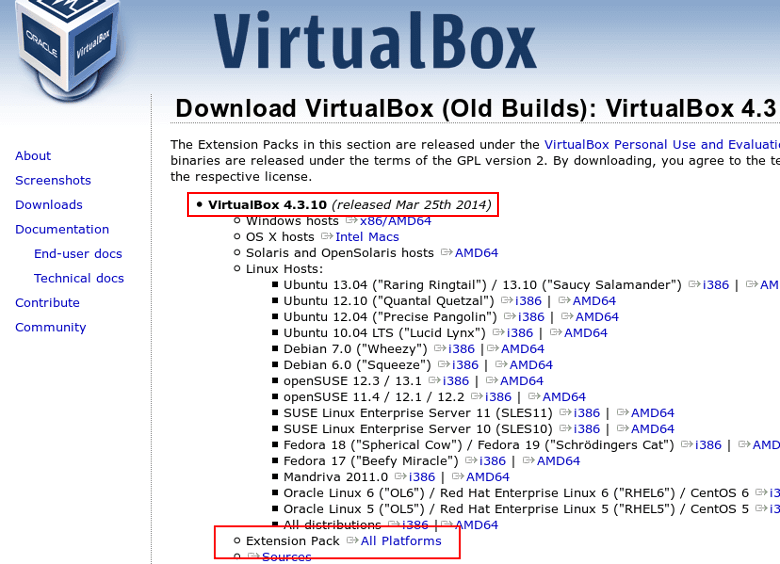 ORACLE
VirtualBox
VirtualBox
Download VirtualBox (Old Builds): VirtualBox 4.3
The Extension Packs in this section are released under the VirtualBox Personal Use and Evaluati
binaries are released under the terms of the GPL version 2. By downloading, you agree to the te
the respective license.
About
Screenshots
Downloads
Documentation
End-user docs
Technical docs
Contribute
Community
VirtualBox 4.3.10 (released Mar 25th 2014)
Windows hosts x86/AMD64
OS X hosts Intel Macs
Solaris and OpenSolaris hosts AMD64
Linux Hosts:
Ubuntu 13.04 ("Raring Ringtail") / 13.10 ("Saucy Salamander") i386 | AM
Ubuntu 12.10 ("Quantal Quetzal") i386 | AMD64
Ubuntu 12.04 ("Precise Pangolin") i386 | AMD64
Ubuntu 10.04 LTS ("Lucid Lynx") i386 | AMD64
Debian 7.0 ("Wheezy") i386 | AMD64
Debian 6.0 ("Squeeze") i386 | AMD64
openSUSE 12.3 / 13.1 i386 | AMD64
openSUSE 11.4 / 12.1 / 12.2 i386 | AMD64
SUSE Linux Enterprise Server 11 (SLES11) i386 | AMD64
SUSE Linux Enterprise Server 10 (SLES10) i386 | AMD64
Fedora 18 ("Spherical Cow") / Fedora 19 ("Schrödingers Cat") i386 | AMD
Fedora 17 ("Beefy Miracle") i386 | AMD64
Mandriva 2011.0 i386 | AMD64
Oracle Linux 6 ("OL6") / Red Hat Enterprise Linux 6 ("RHEL6") / CentOS 6 i3
Oracle Linux 5 ("OL5") / Red Hat Enterprise Linux 5 ("RHEL5") / CentOS 5 i3
All distributions i386 | AMD64
Extension Pack All Platforms
Sources